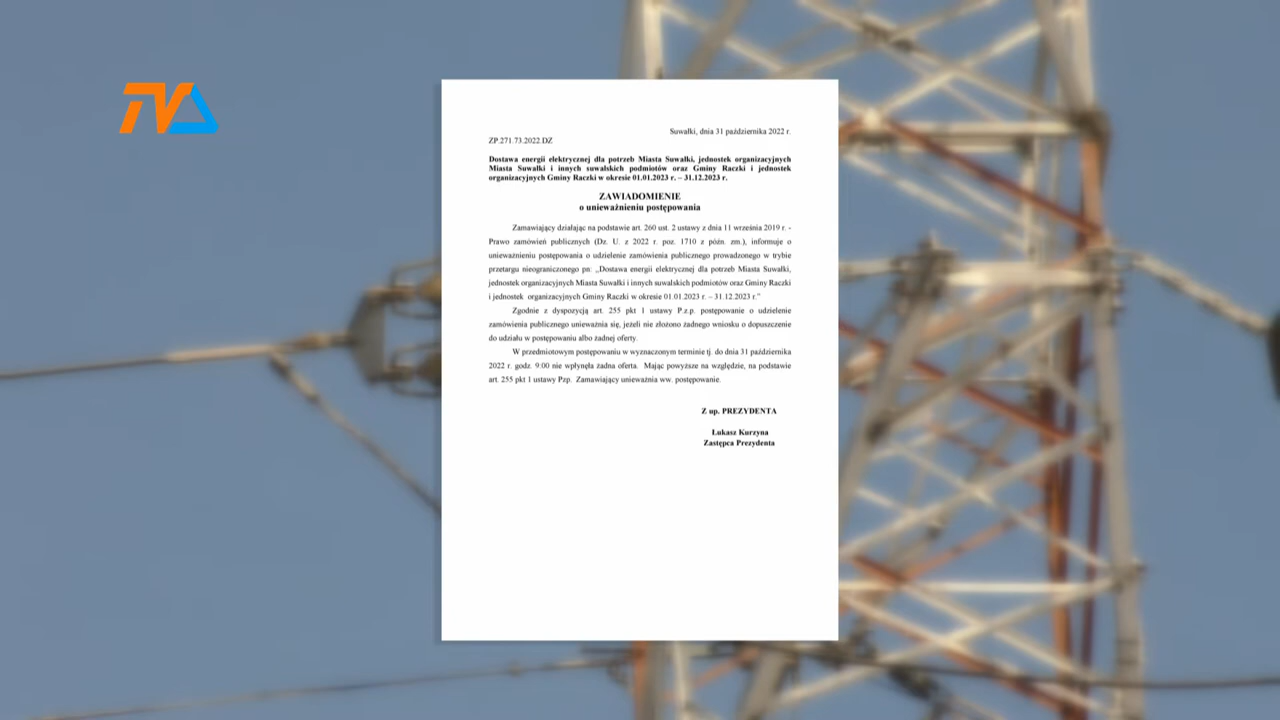 TVA
Suwałki, dnia 31 października 2022 r.
ZP.271.73.2022.DZ
Dostawa energii elektrycznej dla potrzeb Miasta Suwałki, jednostek organizacyjnych
Miasta Suwałki i innych suwalskich podmiotów oraz Gminy Raczki i jednostek
organizacyjnych Gminy Raczki w okresie 01.01.2023 r. – 31.12.2023 r.
ZAWIADOMIENIE
o unieważnieniu postępowania
Zamawiający działając na podstawie art. 260 ust. 2 ustawy z dnia 11 września 2019 r. -
Prawo zamówień publicznych (Dz. U. z 2022 r. poz. 1710 z późn. zm.), informuje o
unieważnieniu postępowania o udzielenie zamówienia publicznego prowadzonego w trybie
przetargu nieograniczonego pn: „Dostawa energii elektrycznej dla potrzeb Miasta Suwałki,
jednostek organizacyjnych Miasta Suwałki i innych suwalskich podmiotów oraz Gminy Raczki
i jednostek organizacyjnych Gminy Raczki w okresie 01.01.2023 r. – 31.12.2023 r."
Zgodnie z dyspozycją art. 255 pkt 1 ustawy P.z.p. postępowanie o udzielenie
zamówienia publicznego unieważnia się, jeżeli nie złożono żadnego wniosku o dopuszczenie
do udziału w postępowaniu albo żadnej oferty.
W przedmiotowym postępowaniu w wyznaczonym terminie tj. do dnia 31 października
2022 r. godz. 9:00 nie wpłynęła żadna oferta. Mając powyższe na względzie, na podstawie
art. 255 pkt 1 ustawy Pzp. Zamawiający unieważnia ww. postępowanie.
Z up. PREZYDENTA
Łukasz Kurzyna
Zastępca Prezydenta